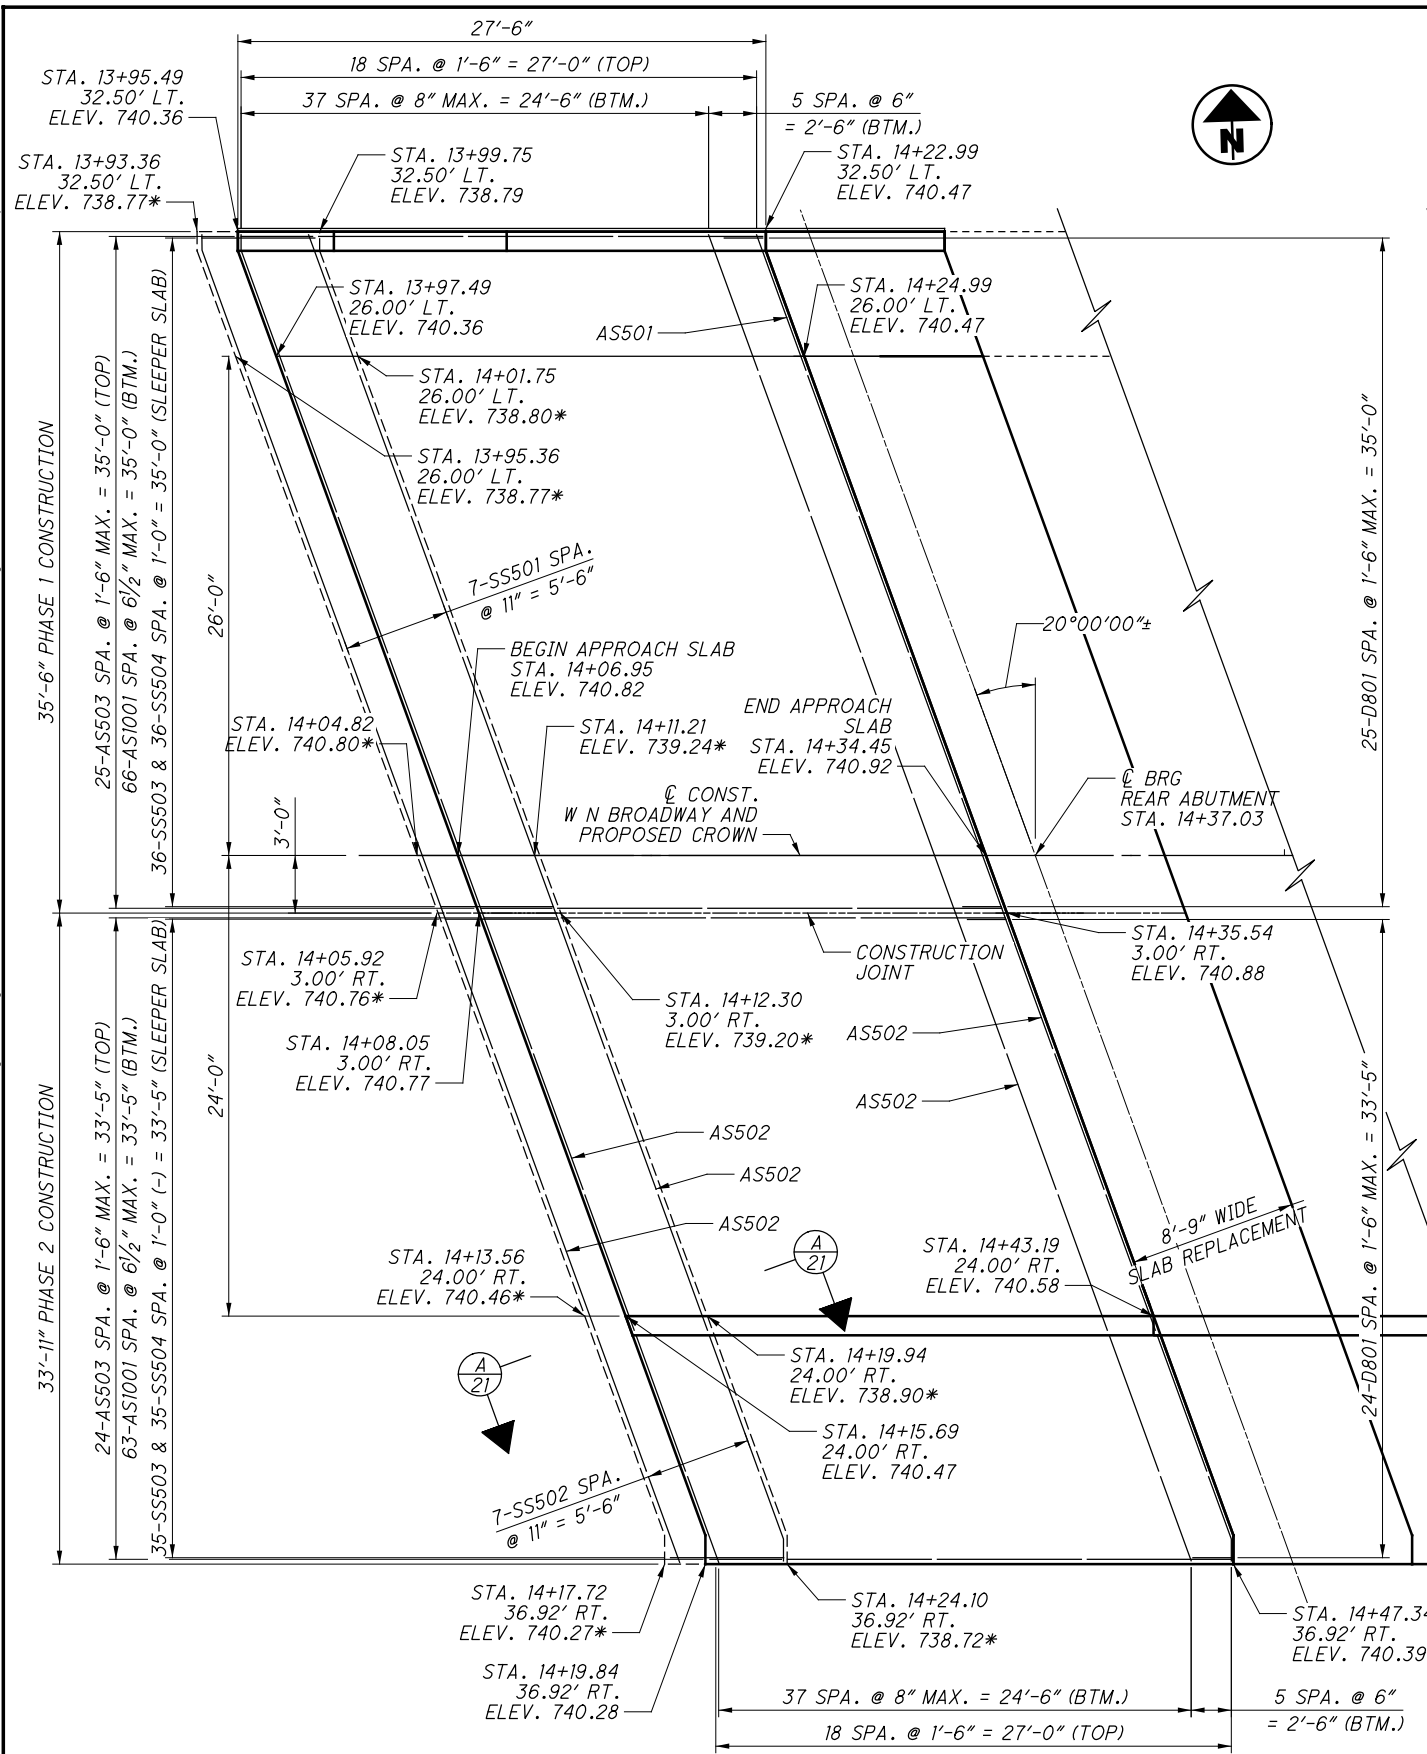 27'-6"
18 SPA. @ 1'-6" = 27'-0" (TOP)
37 SPA. @ 8" MAX. = 24'-6" (BTM.)
5 SPA. @ 6"
= 2'-6" (BTM.)
N
STA. 13+95.49
32.50' LT.
ELEV. 740.36
STA. 13+93.36
32.50' LT.
ELEV. 738.77*
STA. 13+99.75
32.50' LT.
ELEV. 738.79
STA. 14+22.99
32.50' LT.
ELEV. 740.47
STA. 13+97.49
26.00' LT.
ELEV. 740.36
AS501
STA. 14+24.99
26.00' LT.
ELEV. 740.47
STA. 14+01.75
26.00' LT.
ELEV. 738.80*
STA. 13+95.36
26.00' LT.
ELEV. 738.77*
35'-6" PHASE 1 CONSTRUCTION
25-AS503 SPA. @ 1'-6" MAX. = 35'-0" (TOP)
66-AS1001 SPA. @ 6 1/2" MAX. = 35'-0" (BTM.)
36-SS503 & 36-SS504 SPA. @ 1'-0" = 35'-0" (SLEEPER SLAB)
26'-0"
7-SS501 SPA.
@ 11" = 5'-6"
20°00'00"±
25-D801 SPA. @ 1'-6" MAX. = 35'-0"
BEGIN APPROACH SLAB
STA. 14+06.95
ELEV. 740.82
STA. 14+04.82
ELEV. 740.80*
STA. 14+11.21
ELEV. 739.24*
END APPROACH
SLAB
STA. 14+34.45
ELEV. 740.92
℄ CONST.
W N BROADWAY AND
PROPOSED CROWN
℄ BRG
REAR ABUTMENT
STA. 14+37.03
3'-0"
STA. 14+05.92
3.00' RT.
ELEV. 740.76*
CONSTRUCTION
JOINT
STA. 14+35.54
3.00' RT.
ELEV. 740.88
STA. 14+12.30
3.00' RT.
ELEV. 739.20*
STA. 14+08.05
3.00' RT.
ELEV. 740.77
AS502
AS502
24'-0"
33'-11" PHASE 2 CONSTRUCTION
24-AS503 SPA. @ 1'-6" MAX. = 33'-5" (TOP)
63-AS1001 SPA. @ 6 1/2" MAX. = 33'-5" (BTM.)
35-SS503 & 35-SS504 SPA. @ 1'-0" (-) = 33'-5" (SLEEPER SLAB)
AS502
AS502
AS502
24-D801 SPA. @ 1'-6" MAX. = 33'-5"
8'-9" WIDE
SLAB REPLACEMENT
A
21
STA. 14+13.56
24.00' RT.
ELEV. 740.46*
STA. 14+43.19
24.00' RT.
ELEV. 740.58
A
21
STA. 14+19.94
24.00' RT.
ELEV. 738.90*
STA. 14+15.69
24.00' RT.
ELEV. 740.47
7-SS502 SPA.
@ 11" = 5'-6"
STA. 14+17.72
36.92' RT.
ELEV. 740.27*
STA. 14+24.10
36.92' RT.
ELEV. 738.72*
STA. 14+47.34
36.92' RT.
ELEV. 740.39
STA. 14+19.84
36.92' RT.
ELEV. 740.28
37 SPA. @ 8" MAX. = 24'-6" (BTM.)
5 SPA. @ 6"
= 2'-6" (BTM.)
18 SPA. @ 1'-6" = 27'-0" (TOP)